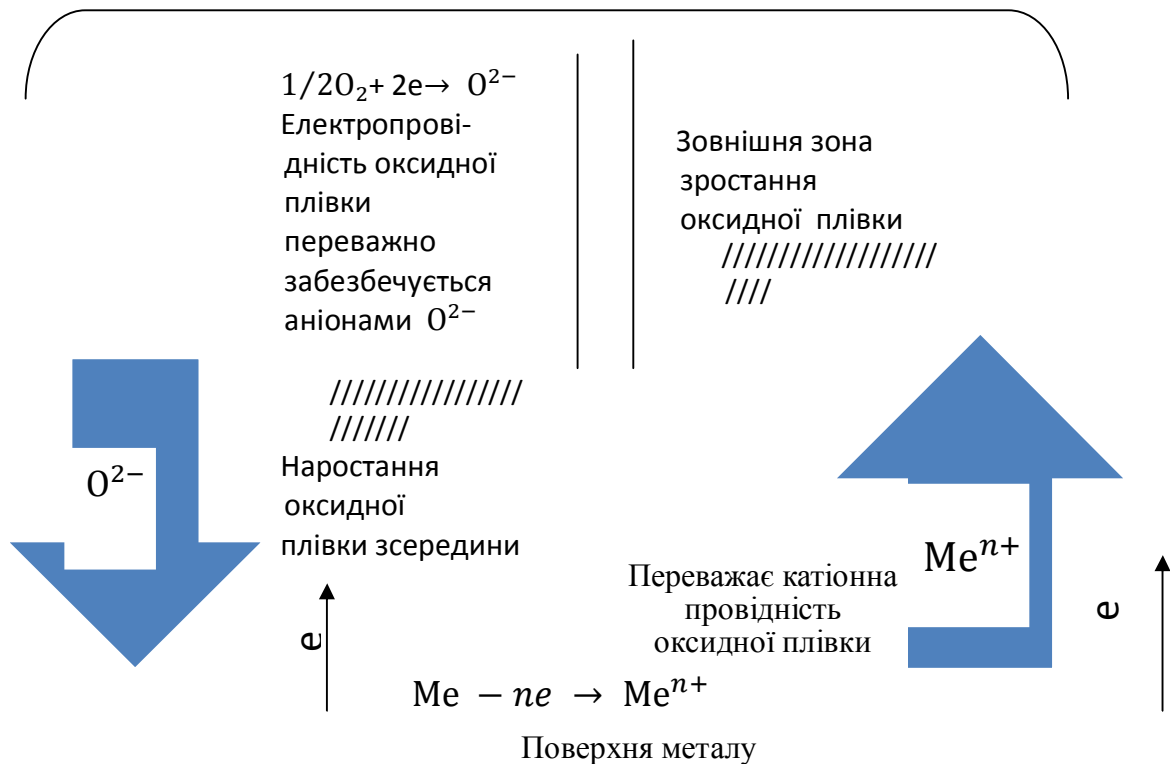 1/2O₂+ 2e→ O²⁻
Електропрові-
дність оксидної
плівки
переважно
забезбечується
аніонами O²⁻
/////////////////
///////
Наростання
оксидної
плівки зсередини
O²⁻
e
Зовнішня зона
зростання
оксидної плівки
///////////////////
////
Переважає катіонна
провідність
оксидної плівки
Meⁿ⁺
e
Me − ne → Meⁿ⁺
Поверхня металу